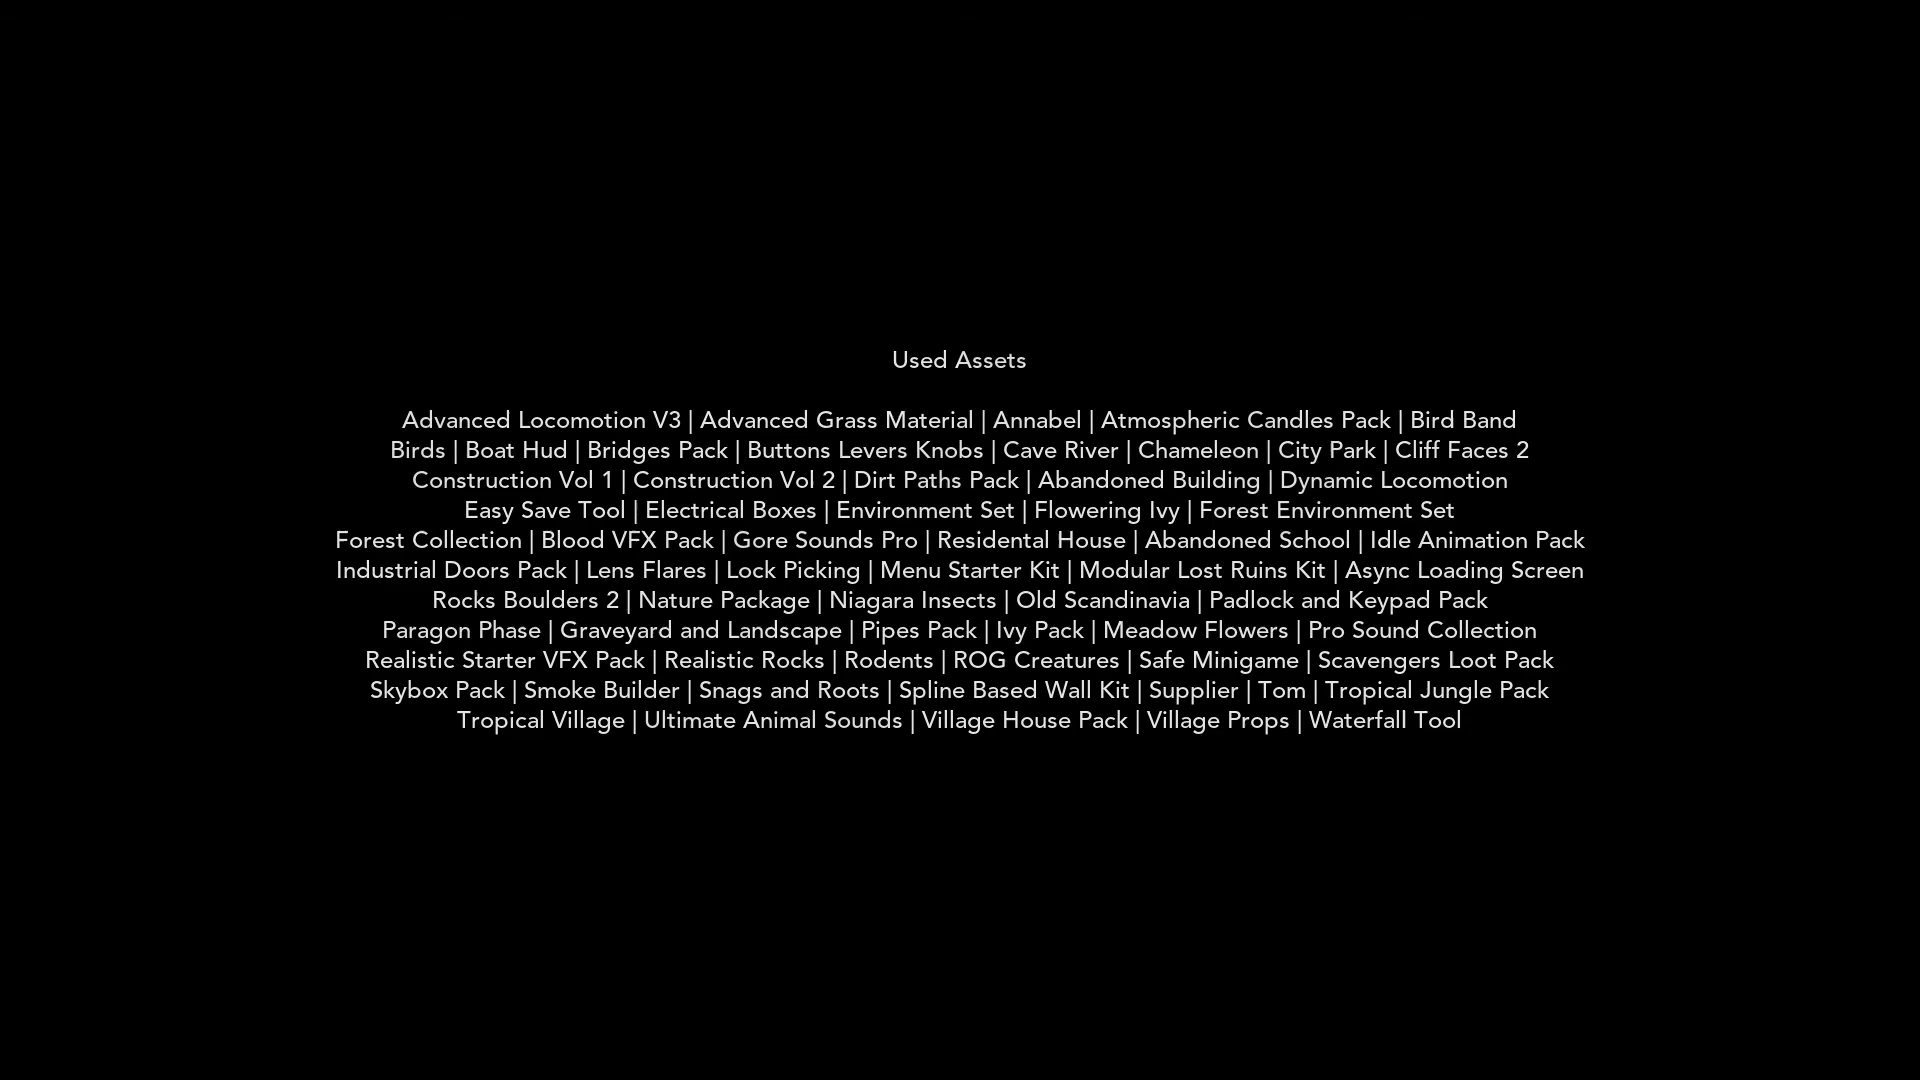 Used Assets
Advanced Locomotion V3 | Advanced Grass Material | Annabel | Atmospheric Candles Pack | Bird Band
Birds | Boat Hud | Bridges Pack | Buttons Levers Knobs | Cave River | Chameleon | City Park | Cliff Faces 2
Construction Vol 1 | Construction Vol 2 | Dirt Paths Pack | Abandoned Building | Dynamic Locomotion
Easy Save Tool | Electrical Boxes | Environment Set | Flowering Ivy | Forest Environment Set
Forest Collection | Blood VFX Pack | Gore Sounds Pro | Residental House | Abandoned School | Idle Animation Pack
Industrial Doors Pack | Lens Flares | Lock Picking | Menu Starter Kit | Modular Lost Ruins Kit | Async Loading Screen
Rocks Boulders 2 | Nature Package | Niagara Insects | Old Scandinavia | Padlock and Keypad Pack
Paragon Phase | Graveyard and Landscape | Pipes Pack | Ivy Pack | Meadow Flowers | Pro Sound Collection
Realistic Starter VFX Pack | Realistic Rocks | Rodents | ROG Creatures | Safe Minigame | Scavengers Loot Pack
Skybox Pack | Smoke Builder | Snags and Roots | Spline Based Wall Kit | Supplier | Tom | Tropical Jungle Pack
Tropical Village | Ultimate Animal Sounds | Village House Pack | Village Props | Waterfall Tool